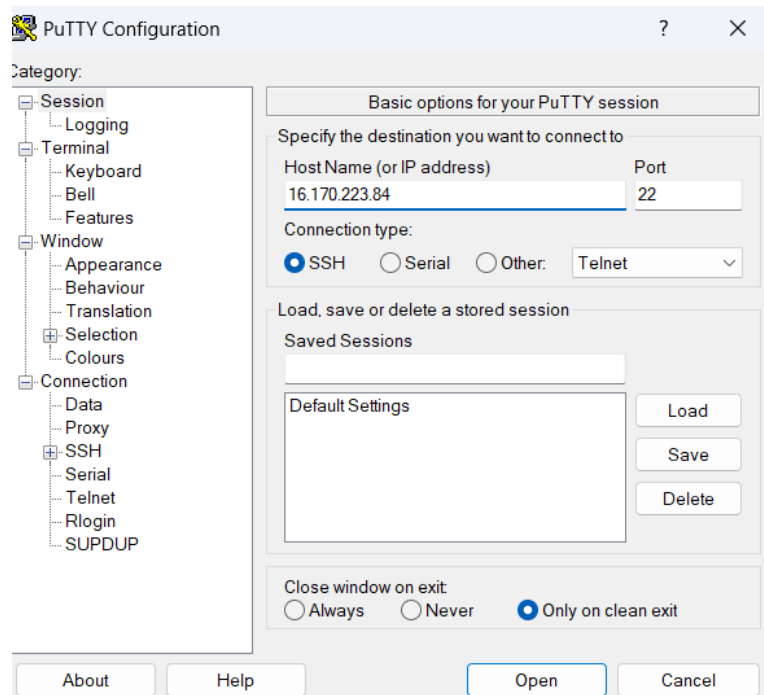 PuTTY Configuration
?
Category:
Session
Logging
Terminal
Keyboard
Bell
Features
Window
Appearance
Behaviour
Translation
Selection
Colours
Connection
Data
Proxy
SSH
Serial
Telnet
Rlogin
SUPDUP
Basic options for your PuTTY session
Specify the destination you want to connect to
Host Name (or IP address) Port
16.170.223.84 22
Connection type:
SSH Serial Other: Telnet
Load, save or delete a stored session
Saved Sessions
Default Settings
Load
Save
Delete
Close window on exit:
Always Never Only on clean exit
About Help Open Cancel